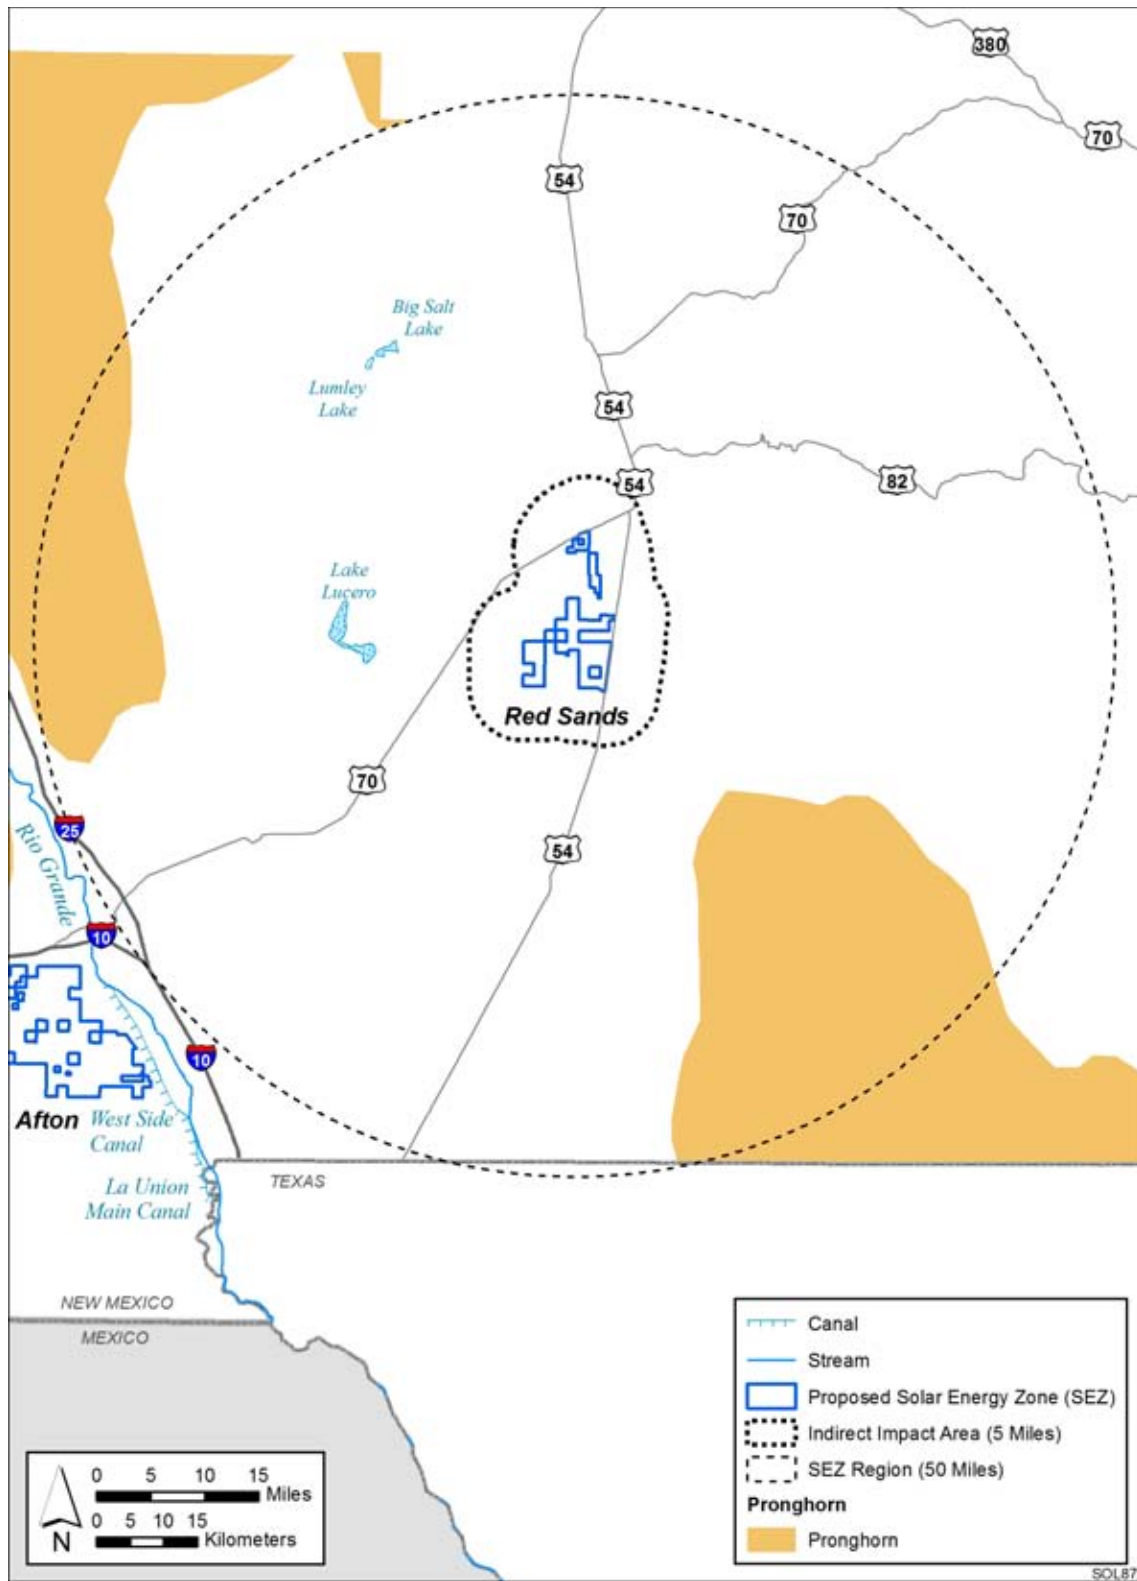 380
70
54
70
Big Salt
Lake
Lumley
Lake
54
54
82
Lake
Lucero
Red Sands
70
25
54
Rio Grande
10
10
Afton
West Side
Canal
TEXAS
La Union
Main Canal
NEW MEXICO
MEXICO
Canal
Stream
Proposed Solar Energy Zone (SEZ)
Indirect Impact Area (5 Miles)
SEZ Region (50 Miles)
Pronghorn
Pronghorn
0 5 10 15
Miles
0 5 10 15
Kilometers
N
SOL87